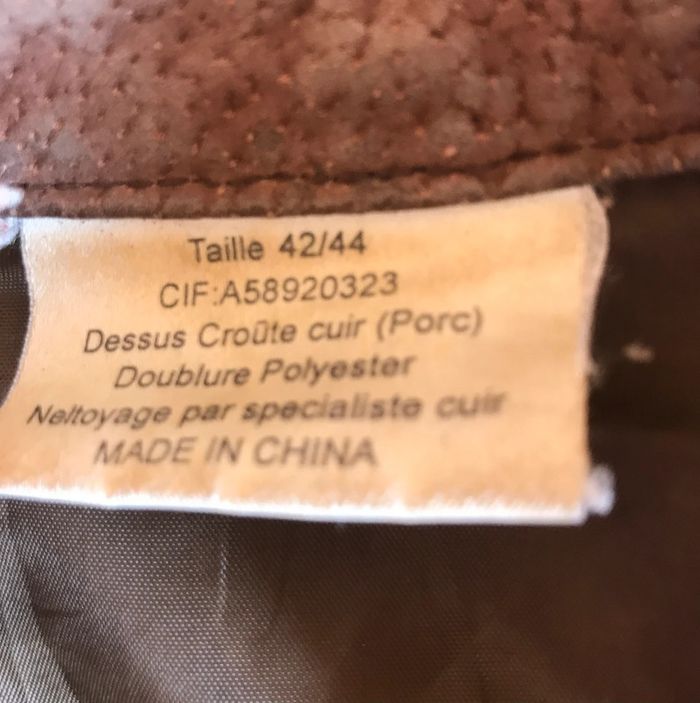 Taille 42/44
CIF:A58920323
Dessus Croûte cuir (Porc)
Doublure Polyester
Nettoyage par specialiste cuir
MADE IN CHINA